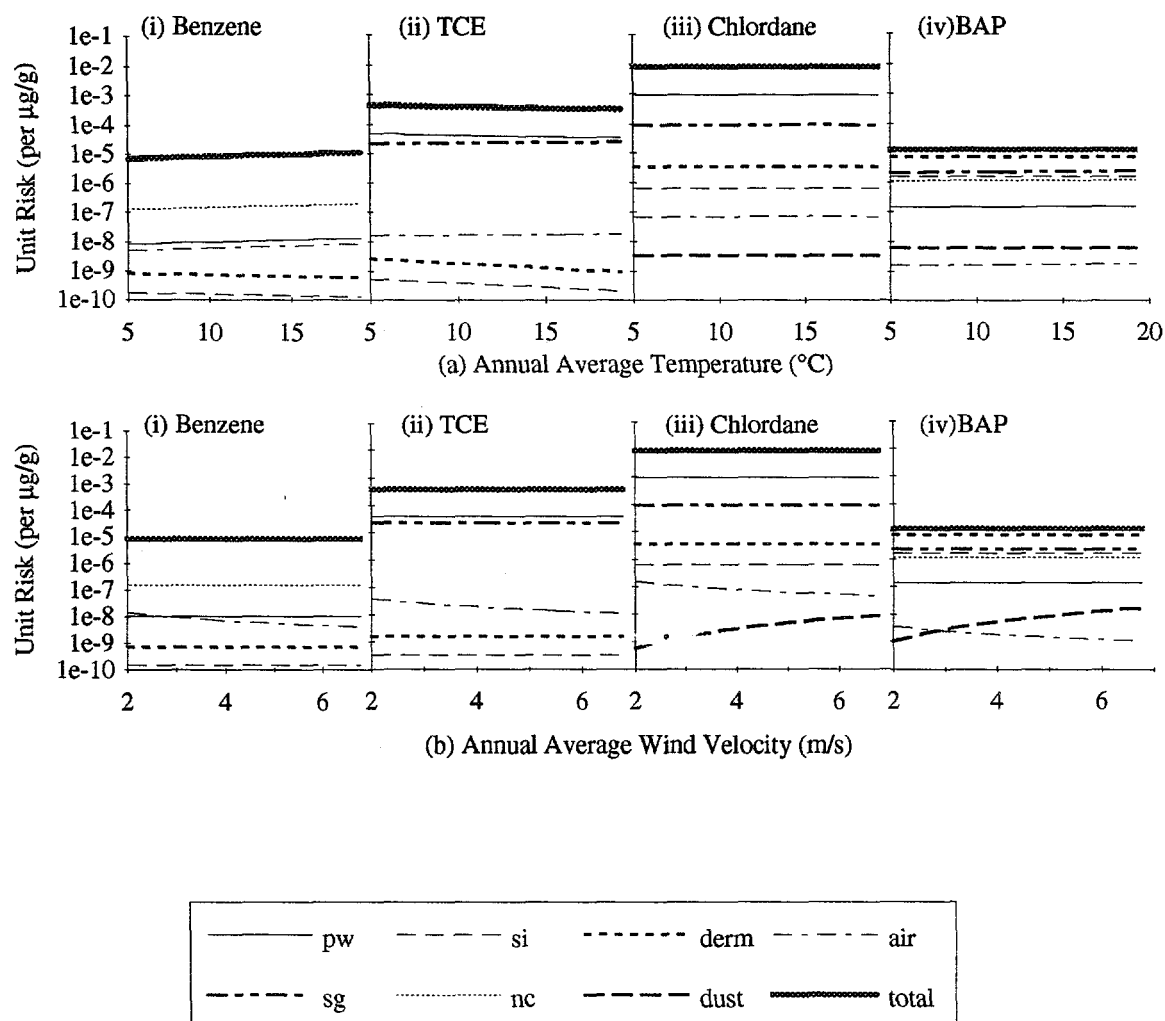 (i) Benzene (ii) TCE (iii) Chlordane (iv)BAP
Unit Risk (per µg/g)
1e-1
1e-2
1e-3
1e-4
1e-5
1e-6
1e-7
1e-8
1e-9
1e-10
5 10 15 5 10 15 5 10 15 5 10 15 20
(a) Annual Average Temperature (°C)
(i) Benzene (ii) TCE (iii) Chlordane (iv)BAP
Unit Risk (per µg/g)
1e-1
1e-2
1e-3
1e-4
1e-5
1e-6
1e-7
1e-8
1e-9
1e-10
2 4 6 2 4 6 2 4 6 2 4 6
(b) Annual Average Wind Velocity (m/s)
pw si derm air
sg nc dust total